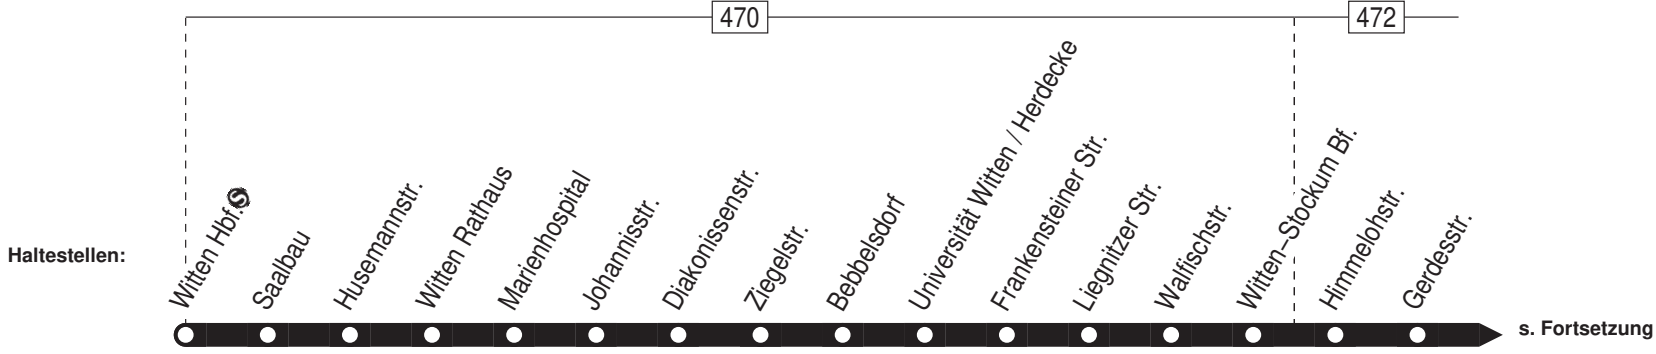 470
472
Haltestellen:
Witten Hbf. S
Saalbau
Husemannstr.
Witten Rathaus
Marienhospital
Johannisstr.
Diakonissenstr.
Ziegelstr.
Bebbelsdorf
Universität Witten / Herdecke
Frankensteiner Str.
Liegnitzer Str.
Walfischstr.
Witten–Stockum Bf.
Himmelohstr.
Gerdesstr.
s. Fortsetzung